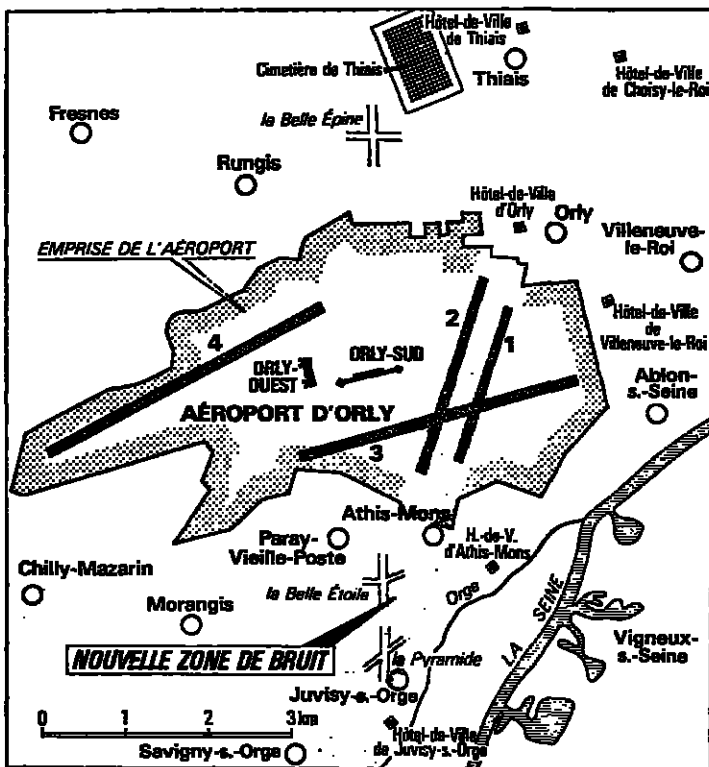 Hôtel-de-Ville
de Thiais
Cimetière de Thiais
Thiais
Hôtel-de-Ville
de Choisy-le-Roi
Fresnes
la Belle Épine
Rungis
Hôtel-de-Ville
d'Orly
Orly
Villeneuve-
le-Roi
EMPRISE DE L'AÉROPORT
2
1
4
Hôtel-de-Ville
de
Villeneuve-le-Roi
ORLY-
OUEST
ORLY-SUD
Ablon-
s.-Seine
AÉROPORT D'ORLY
3
Athis-Mons
Paray-
Vieille-Poste
H.-de-V.
d'Athis-Mons
Chilly-Mazarin
la Belle Étoile
Orge
Morangis
LA SEINE
Vigneux-
s.-Seine
NOUVELLE ZONE DE BRUIT
la Pyramide
Juvisy-s.-Orge
0 1 2 3 km
Hôtel-de-Ville
de Juvisy-s.-Orge
Savigny-s.-Orge